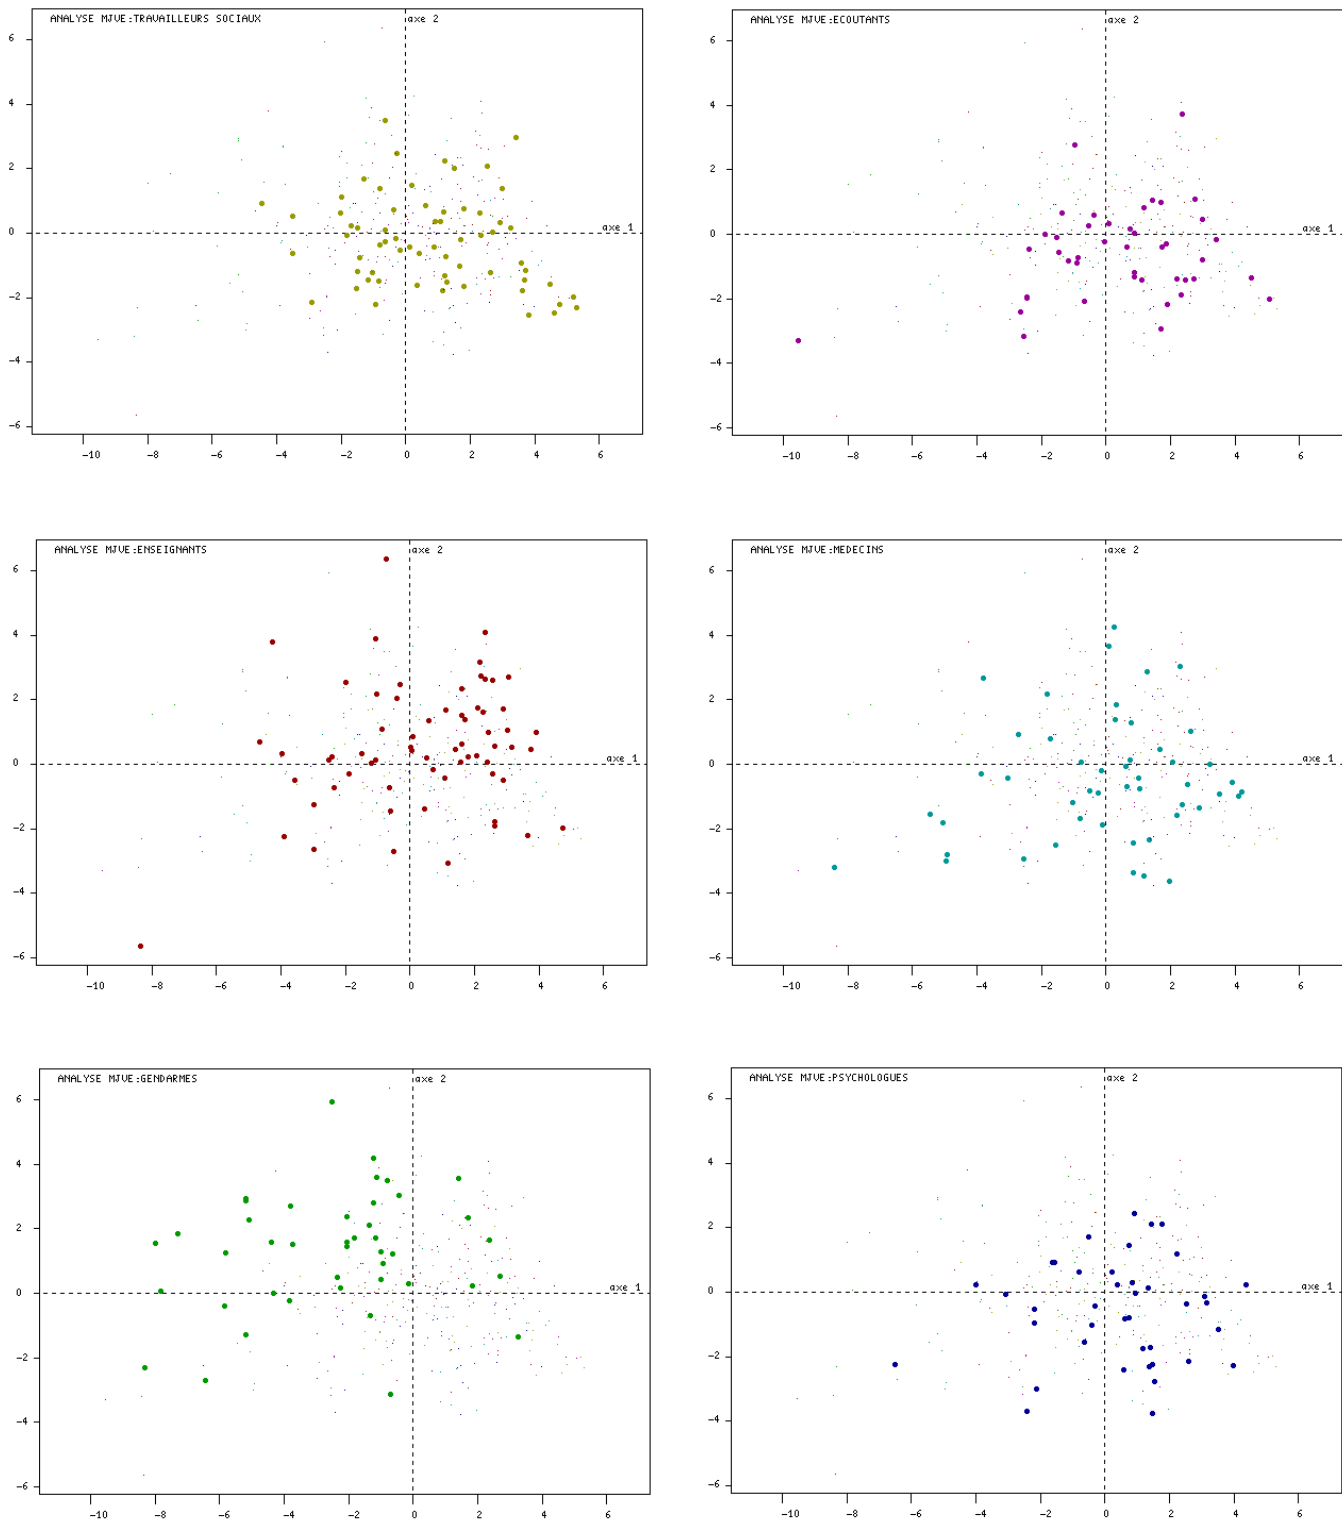 ANALYSE MJVE:TRAVAILLEURS SOCIAUX
axe 2
6
4
2
0
-2
-4
-6
axe 1
-10 -8 -6 -4 -2 0 2 4 6
ANALYSE MJVE:ECOUTANTS
axe 2
6
4
2
0
-2
-4
-6
axe 1
-10 -8 -6 -4 -2 0 2 4 6
ANALYSE MJVE:ENSEIGNANTS
axe 2
6
4
2
0
-2
-4
-6
axe 1
-10 -8 -6 -4 -2 0 2 4 6
ANALYSE MJVE:MEDECINS
axe 2
6
4
2
0
-2
-4
-6
axe 1
-10 -8 -6 -4 -2 0 2 4 6
ANALYSE MJVE:GENDARMES
axe 2
6
4
2
0
-2
-4
-6
axe 1
-10 -8 -6 -4 -2 0 2 4 6
ANALYSE MJVE:PSYCHOLOGUES
axe 2
6
4
2
0
-2
-4
-6
axe 1
-10 -8 -6 -4 -2 0 2 4 6